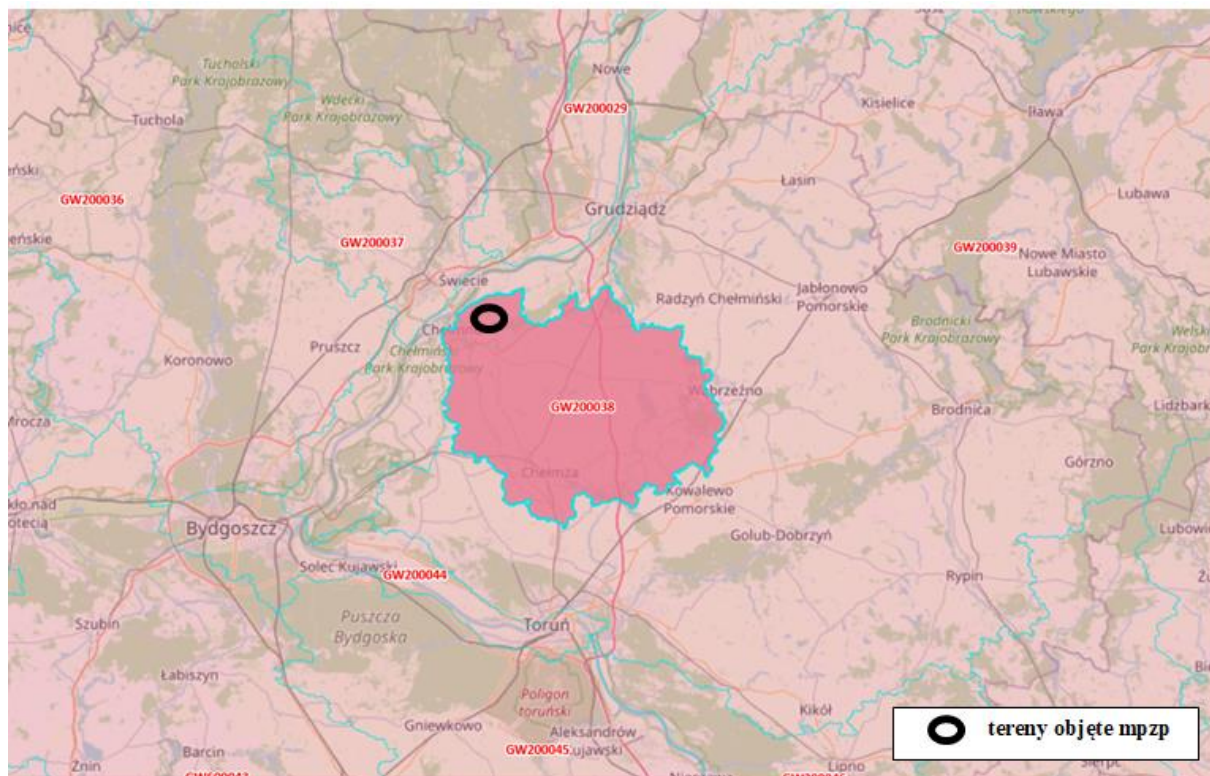 Tucholski
Park Krajobrazowy
Nowe
GW200029
Wdecki
Park Krajobrazowy
Kisielice
Iława
Tuchola
GW200036
Łasin
Lubawa
Grudziądz
GW200037
GW200039
Nowe Miasto
Lubawskie
Świecie
Radzyń Chełmiński
Jabłonowo
Pomorskie
Pruszcz
Chełmiński
Park Krajobrazowy
Brodnicki
Park Krajobrazowy
Welski
Park Krajobr
Koronowo
Wąbrzeźno
GW200038
Brodnica
Lidzbark
Mrocza
Chełmża
Górzno
Kowalewo
Pomorskie
Bydgoszcz
Golub-Dobrzyń
Solec Kujawski
GW200044
Rypin
Puszcza
Bydgoska
Toruń
Szubin
Łabiszyn
Poligon
toruński
Kikół
Gniewkowo
Aleksandrów
Kujawski
GW200045
Barcin
Żnin
Lipno
tereny objęte mpzp